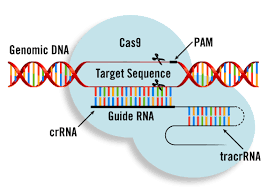 Cas9
PAM
Genomic DNA
Target Sequence
Guide RNA
crRNA
tracrRNA